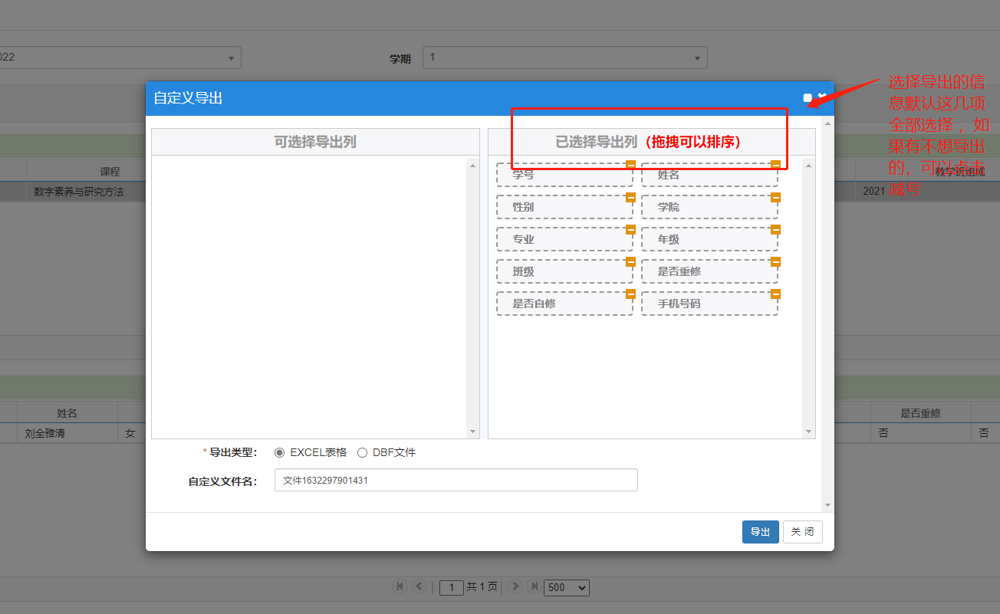 022
学期
1
自定义导出
选择导出的信
息默认这几项
全部选择，如
果有不想导出
的，可以点击
减号
可选择导出列
已选择导出列（拖拽可以排序）
课程
教学班组成
数字素养与研究方法
2021
学号
姓名
性别
学院
专业
年级
班级
是否重修
是否自修
手机号码
姓名
是否重修
刘全雅清
女
否
否
* 导出类型：
EXCEL表格
DBF文件
自定义文件名：
文件1632297901431
导出
关 闭
1 共 1 页
500